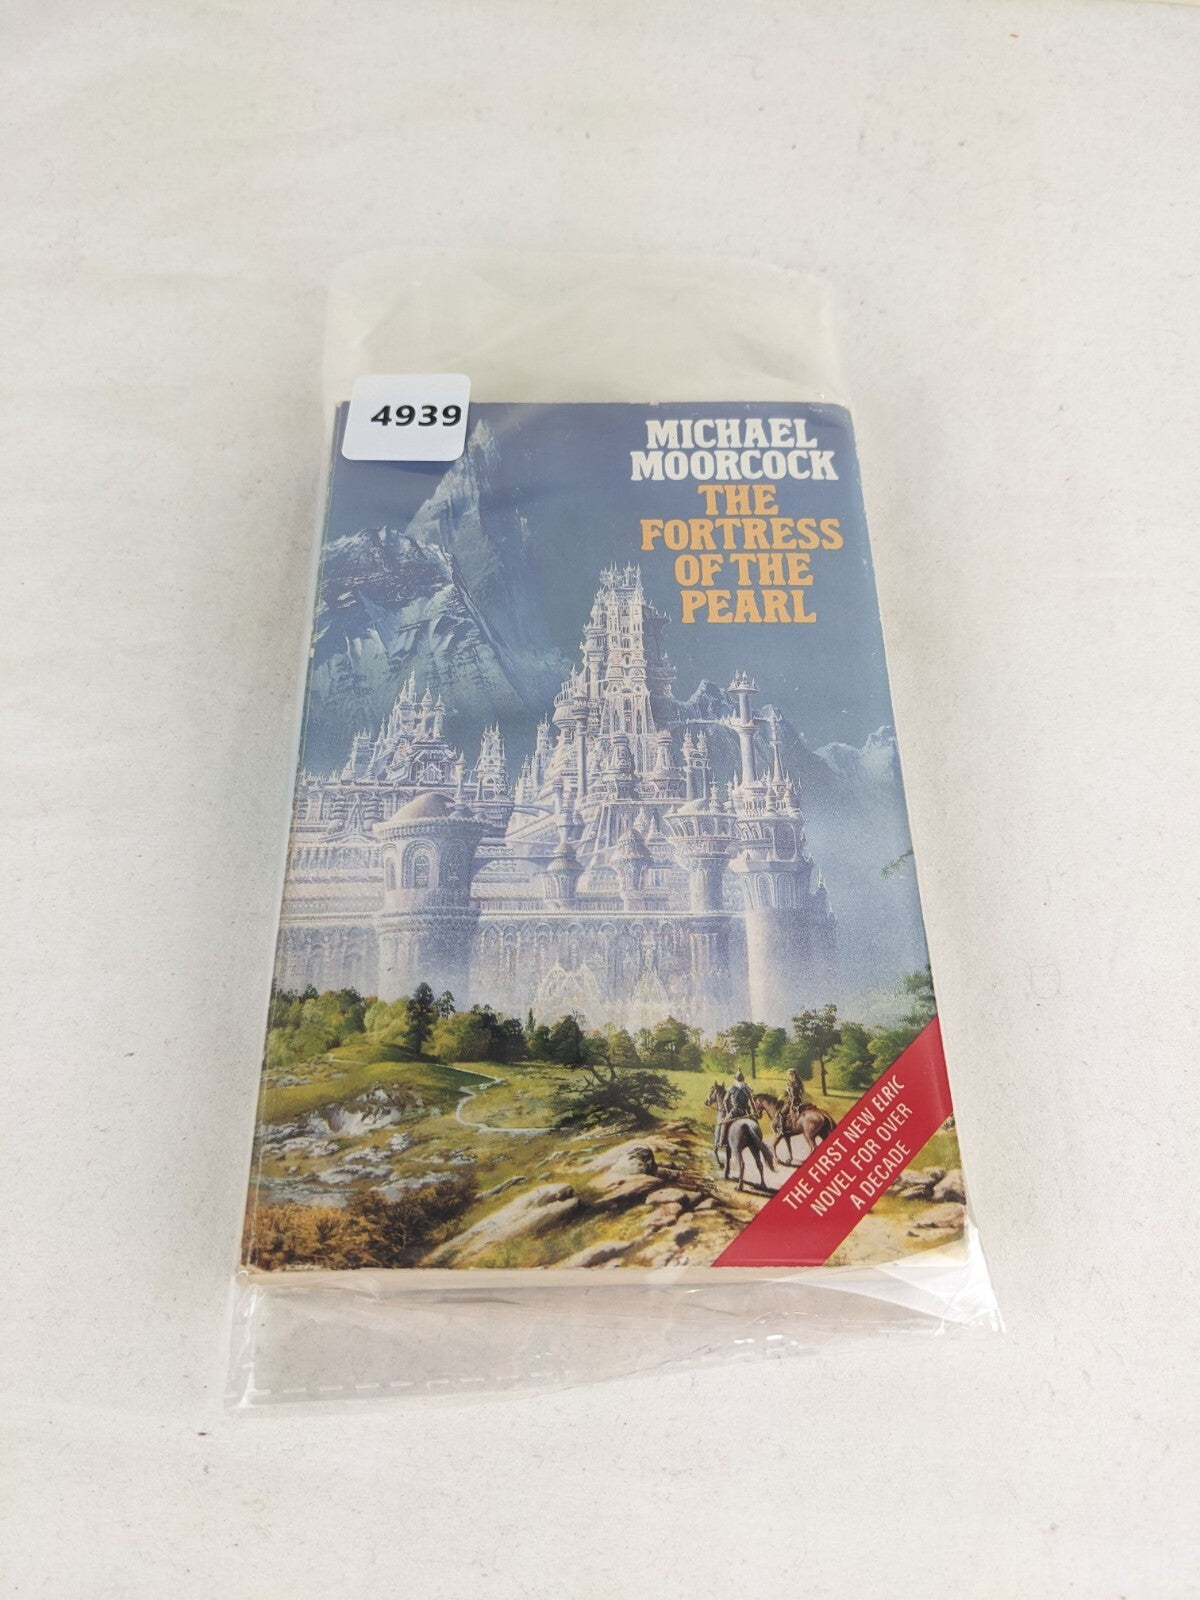 4939
MICHAEL
MOORCOCK
THE
FORTRESS
OF THE
PEARL
THE FIRST NEW ELRIC
NOVEL FOR OVER
A DECADE